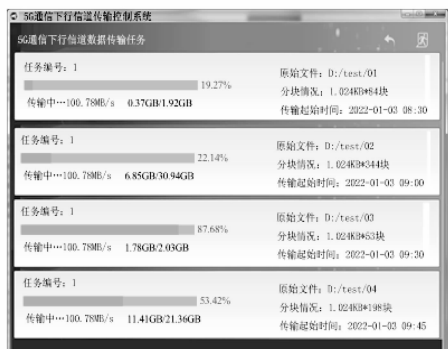 5G通信下行信道传输控制系统
5G通信下行信道数据传输任务
任务编号：1
19.27%
传输中…100.78MB/s 0.37GB/1.92GB
原始文件：D:/test/01
分块情况：1.024KB*84块
传输起始时间：2022-01-03 08:30
任务编号：1
22.14%
传输中…100.78MB/s 6.85GB/30.94GB
原始文件：D:/test/02
分块情况：1.024KB*344块
传输起始时间：2022-01-03 09:00
任务编号：1
87.68%
传输中…100.78MB/s 1.78GB/2.03GB
原始文件：D:/test/03
分块情况：1.024KB*53块
传输起始时间：2022-01-03 09:30
任务编号：1
53.42%
传输中…100.78MB/s 11.41GB/21.36GB
原始文件：D:/test/04
分块情况：1.024KB*198块
传输起始时间：2022-01-03 09:45